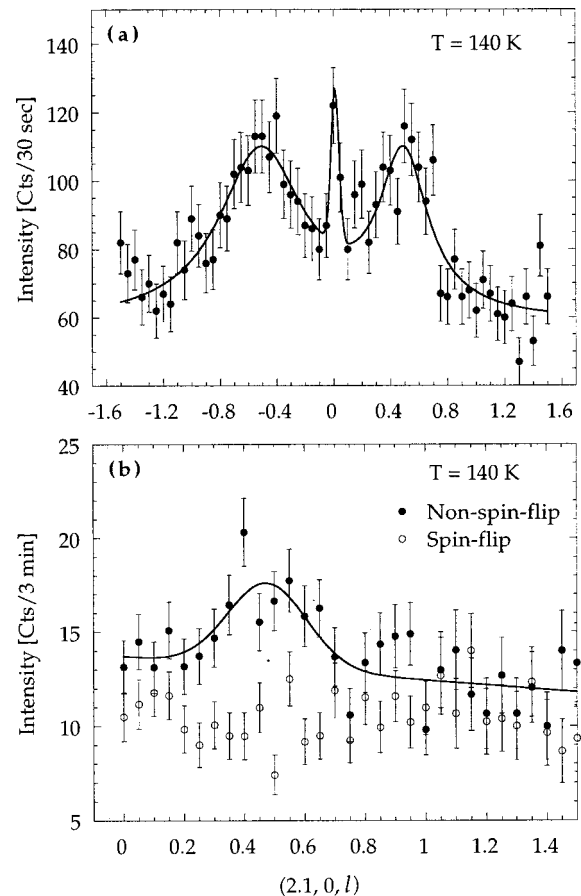 (a)
T = 140 K
140
120
100
80
60
40
Intensity [Cts/30 sec]
-1.6 -1.2 -0.8 -0.4 0 0.4 0.8 1.2 1.6
(b)
T = 140 K
Non-spin-flip
Spin-flip
25
20
15
10
5
Intensity [Cts/3 min]
0 0.2 0.4 0.6 0.8 1 1.2 1.4
(2.1, 0, l)